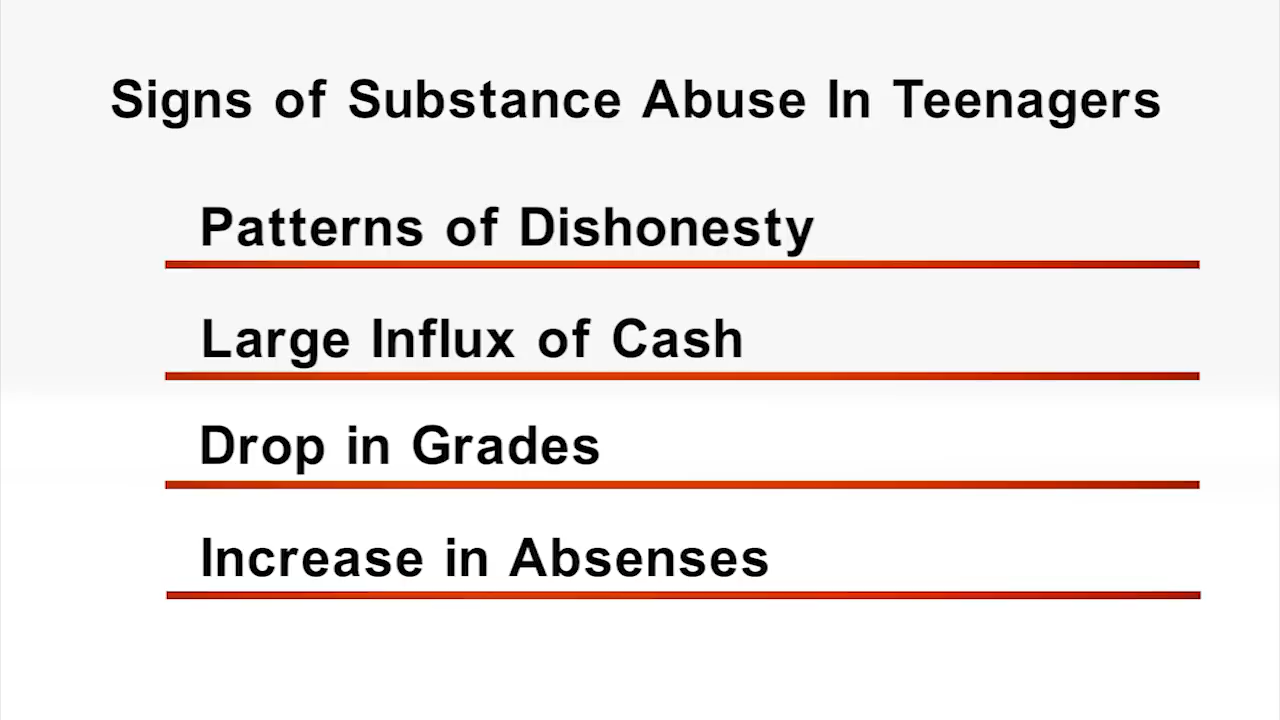 Signs of Substance Abuse In Teenagers
Patterns of Dishonesty
Large Influx of Cash
Drop in Grades
Increase in Absenses